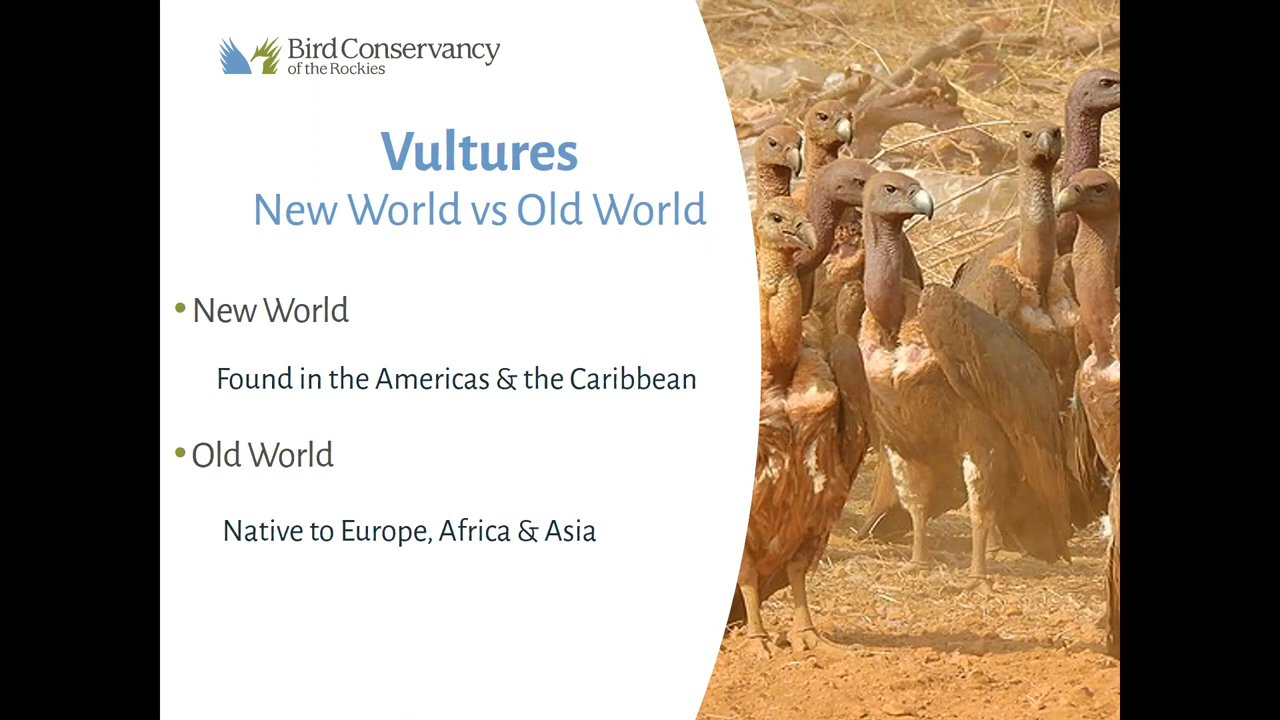 Bird Conservancy
of the Rockies
Vultures
New World vs Old World
• New World
Found in the Americas & the Caribbean
• Old World
Native to Europe, Africa & Asia